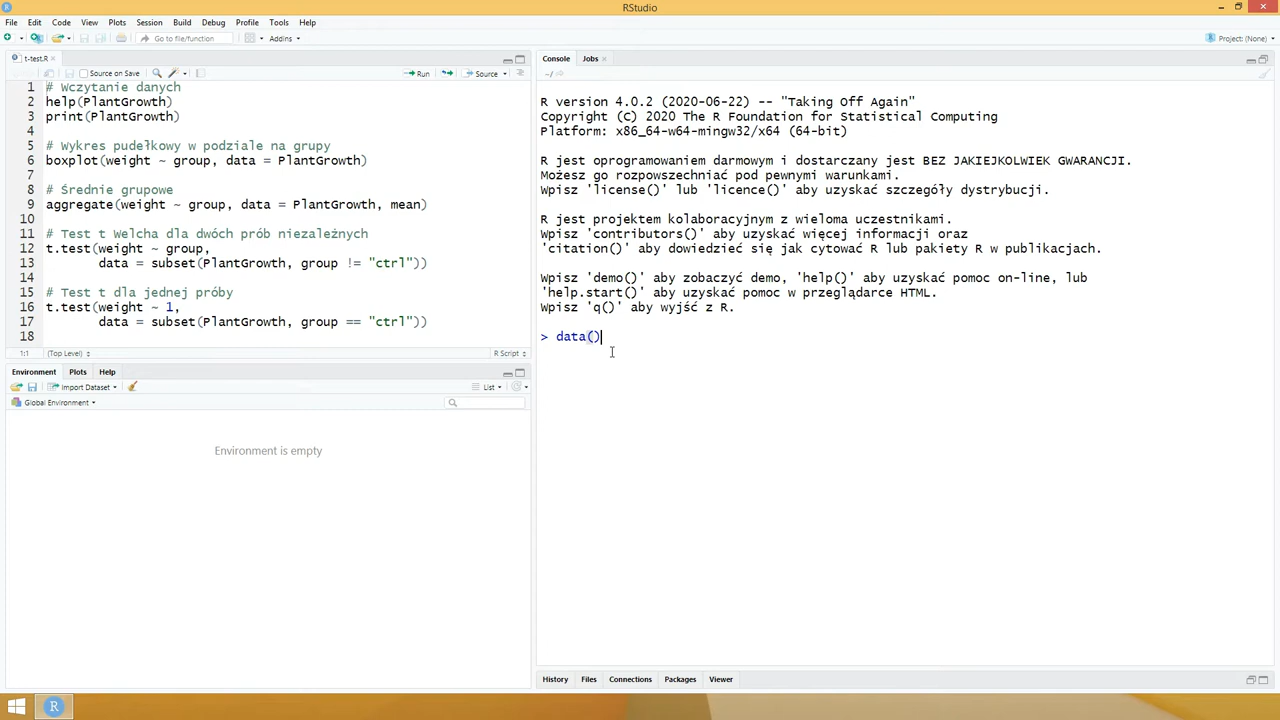 RStudio
File Edit Code View Plots Session Build Debug Profile Tools Help
Go to file/function Addins Project: (None)
t-test.R
Source on Save Run Source
1 # Wczytanie danych
2 help(PlantGrowth)
3 print(PlantGrowth)
4
5 # Wykres pudełkowy w podziale na grupy
6 boxplot(weight ~ group, data = PlantGrowth)
7
8 # Średnie grupowe
9 aggregate(weight ~ group, data = PlantGrowth, mean)
10
11 # Test t Welcha dla dwóch prób niezależnych
12 t.test(weight ~ group,
13 data = subset(PlantGrowth, group != "ctrl"))
14
15 # Test t dla jednej próby
16 t.test(weight ~ 1,
17 data = subset(PlantGrowth, group == "ctrl"))
18
1:1 (Top Level) R Script
Environment Plots Help
Import Dataset List
Global Environment
Environment is empty
Console Jobs
~/
R version 4.0.2 (2020-06-22) -- "Taking Off Again"
Copyright (C) 2020 The R Foundation for Statistical Computing
Platform: x86_64-w64-mingw32/x64 (64-bit)
R jest oprogramowaniem darmowym i dostarczany jest BEZ JAKIEJKOLWIEK GWARANCJI.
Możesz go rozpowszechniać pod pewnymi warunkami.
Wpisz 'license()' lub 'licence()' aby uzyskać szczegóły dystrybucji.
R jest projektem kolaboracyjnym z wieloma uczestnikami.
Wpisz 'contributors()' aby uzyskać więcej informacji oraz
'citation()' aby dowiedzieć się jak cytować R lub pakiety R w publikacjach.
Wpisz 'demo()' aby zobaczyć demo, 'help()' aby uzyskać pomoc on-line, lub
'help.start()' aby uzyskać pomoc w przeglądarce HTML.
Wpisz 'q()' aby wyjść z R.
> data()
History Files Connections Packages Viewer